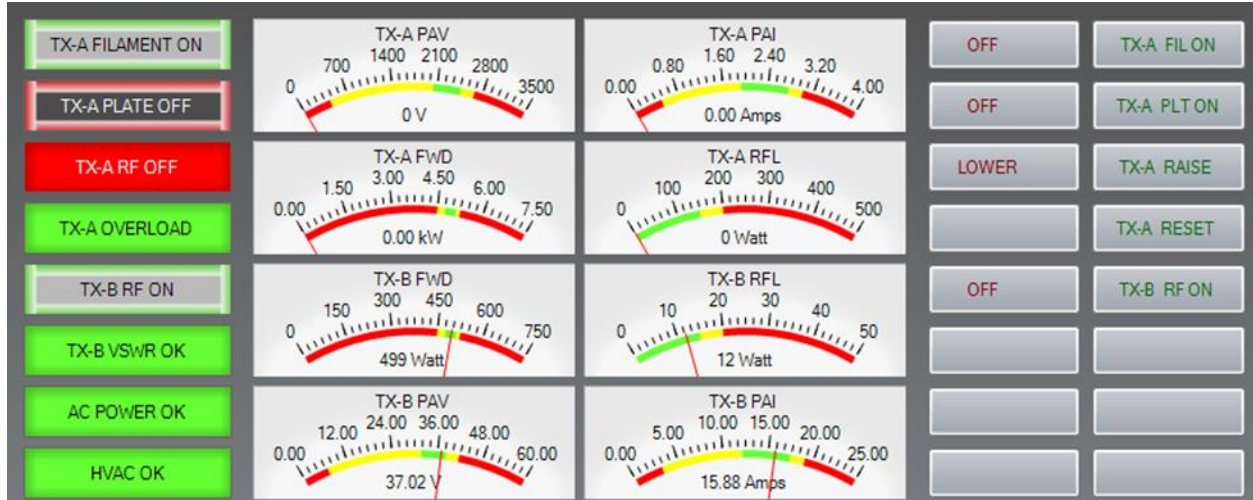 TX-A FILAMENT ON
TX-A PLATE OFF
TX-A RF OFF
TX-A OVERLOAD
TX-B RF ON
TX-B VSWR OK
AC POWER OK
HVAC OK
TX-A PAV
0 700 1400 2100 2800 3500
0 V
TX-A PAI
0.00 0.80 1.60 2.40 3.20 4.00
0.00 Amps
TX-A FWD
0.00 1.50 3.00 4.50 6.00 7.50
0.00 kW
TX-A RFL
0 100 200 300 400 500
0 Watt
TX-B FWD
0 150 300 450 600 750
499 Watt
TX-B RFL
0 10 20 30 40 50
12 Watt
TX-B PAV
0.00 12.00 24.00 36.00 48.00 60.00
37.02 V
TX-B PAI
0.00 5.00 10.00 15.00 20.00 25.00
15.88 Amps
OFF TX-A FIL ON
OFF TX-A PLT ON
LOWER TX-A RAISE
TX-A RESET
OFF TX-B RF ON